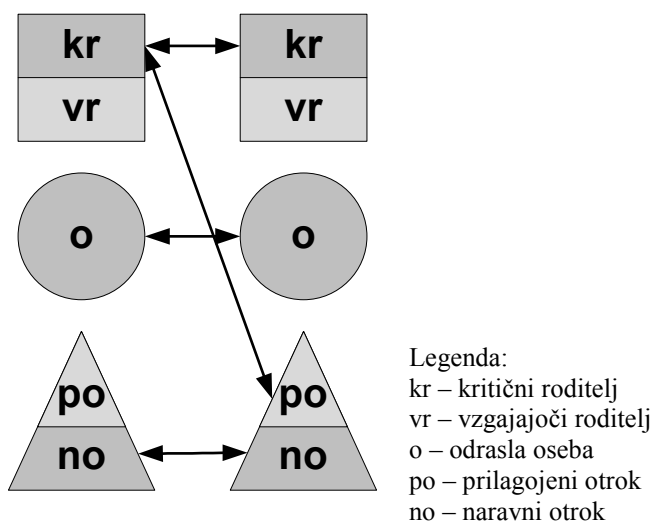 kr kr
vr vr
o o
po po
no no
Legenda:
kr – kritični roditelj
vr – vzgajajoči roditelj
o – odrasla oseba
po – prilagojeni otrok
no – naravni otrok